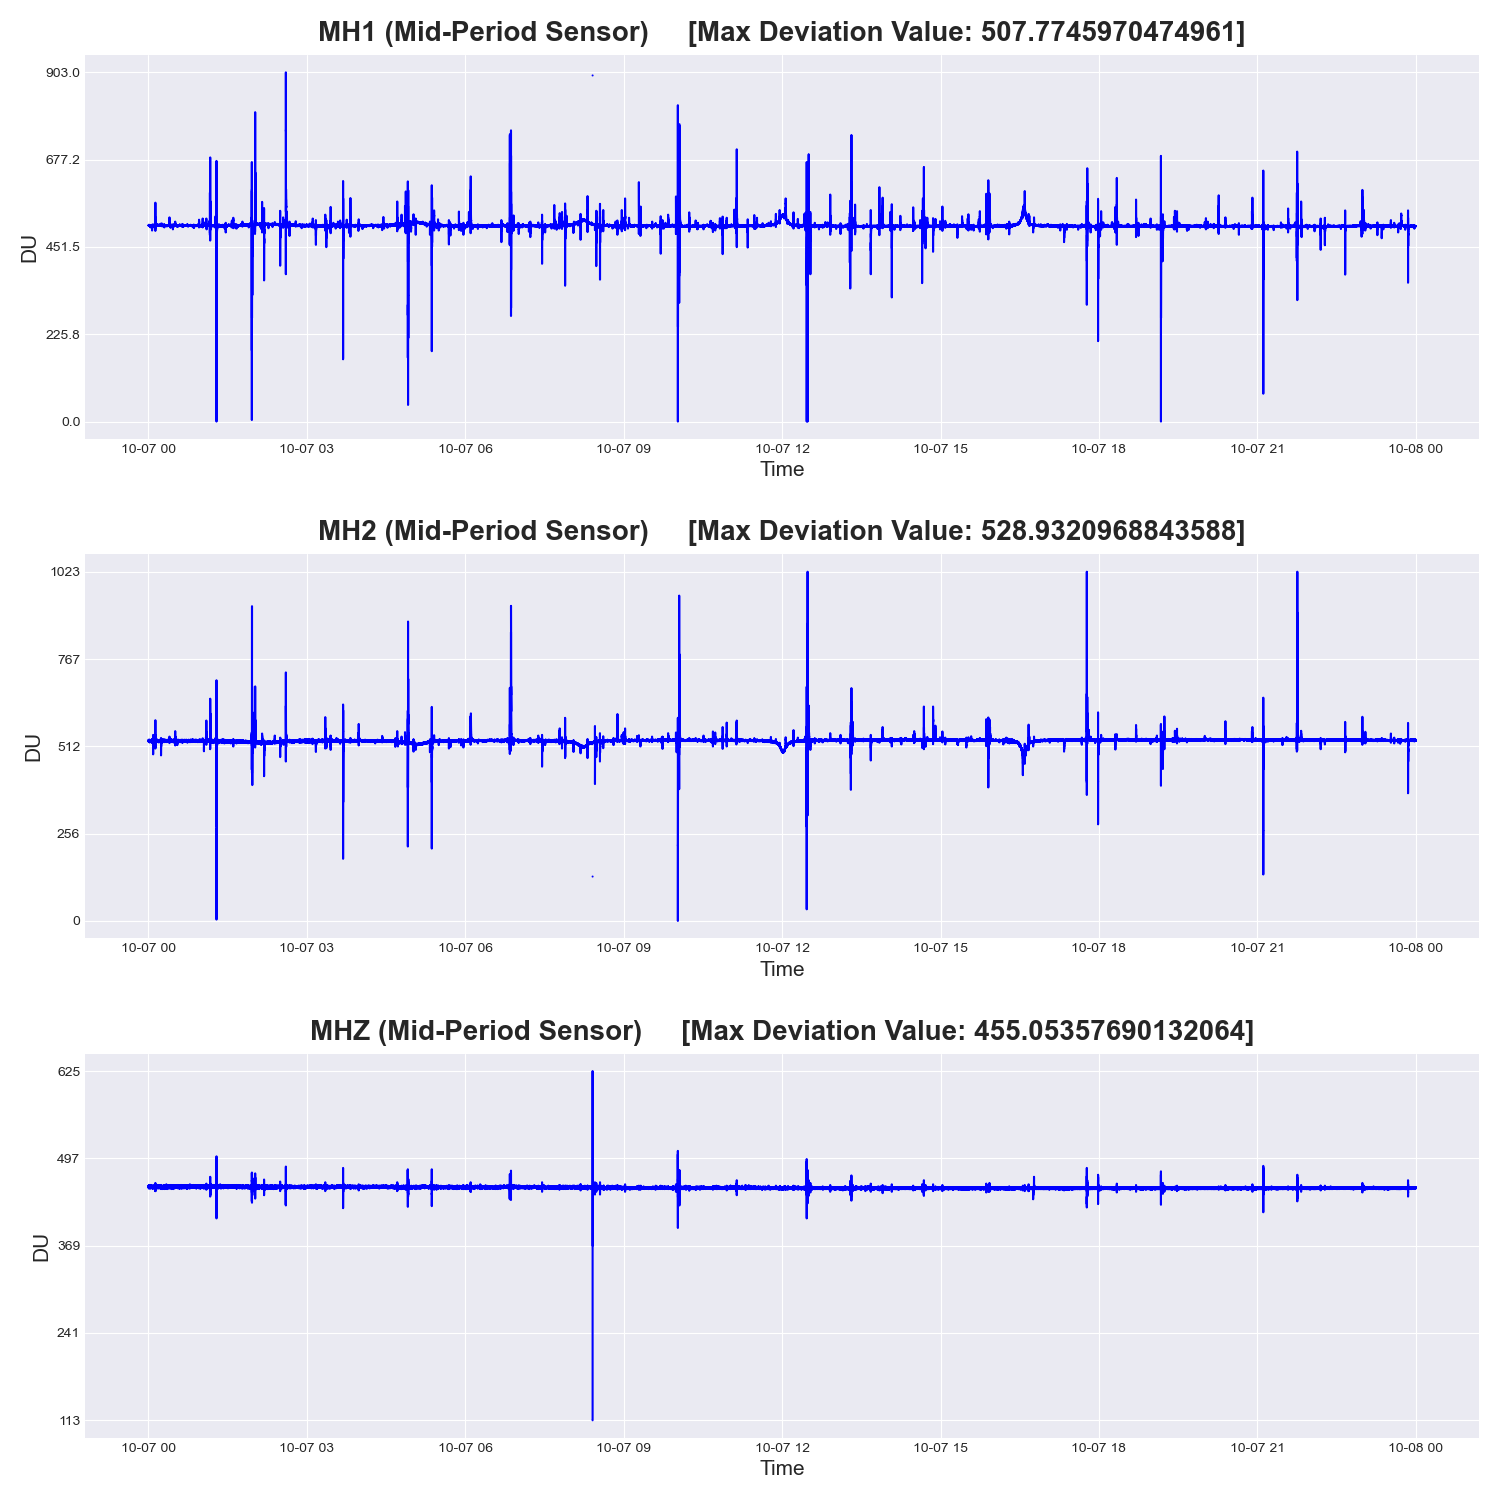 MH1 (Mid-Period Sensor) [Max Deviation Value: 507.7745970474961]
903.0
677.2
451.5
225.8
0.0
DU
10-07 00 10-07 03 10-07 06 10-07 09 10-07 12 10-07 15 10-07 18 10-07 21 10-08 00
Time
MH2 (Mid-Period Sensor) [Max Deviation Value: 528.9320968843588]
1023
767
512
256
0
DU
10-07 00 10-07 03 10-07 06 10-07 09 10-07 12 10-07 15 10-07 18 10-07 21 10-08 00
Time
MHZ (Mid-Period Sensor) [Max Deviation Value: 455.05357690132064]
625
497
369
241
113
DU
10-07 00 10-07 03 10-07 06 10-07 09 10-07 12 10-07 15 10-07 18 10-07 21 10-08 00
Time